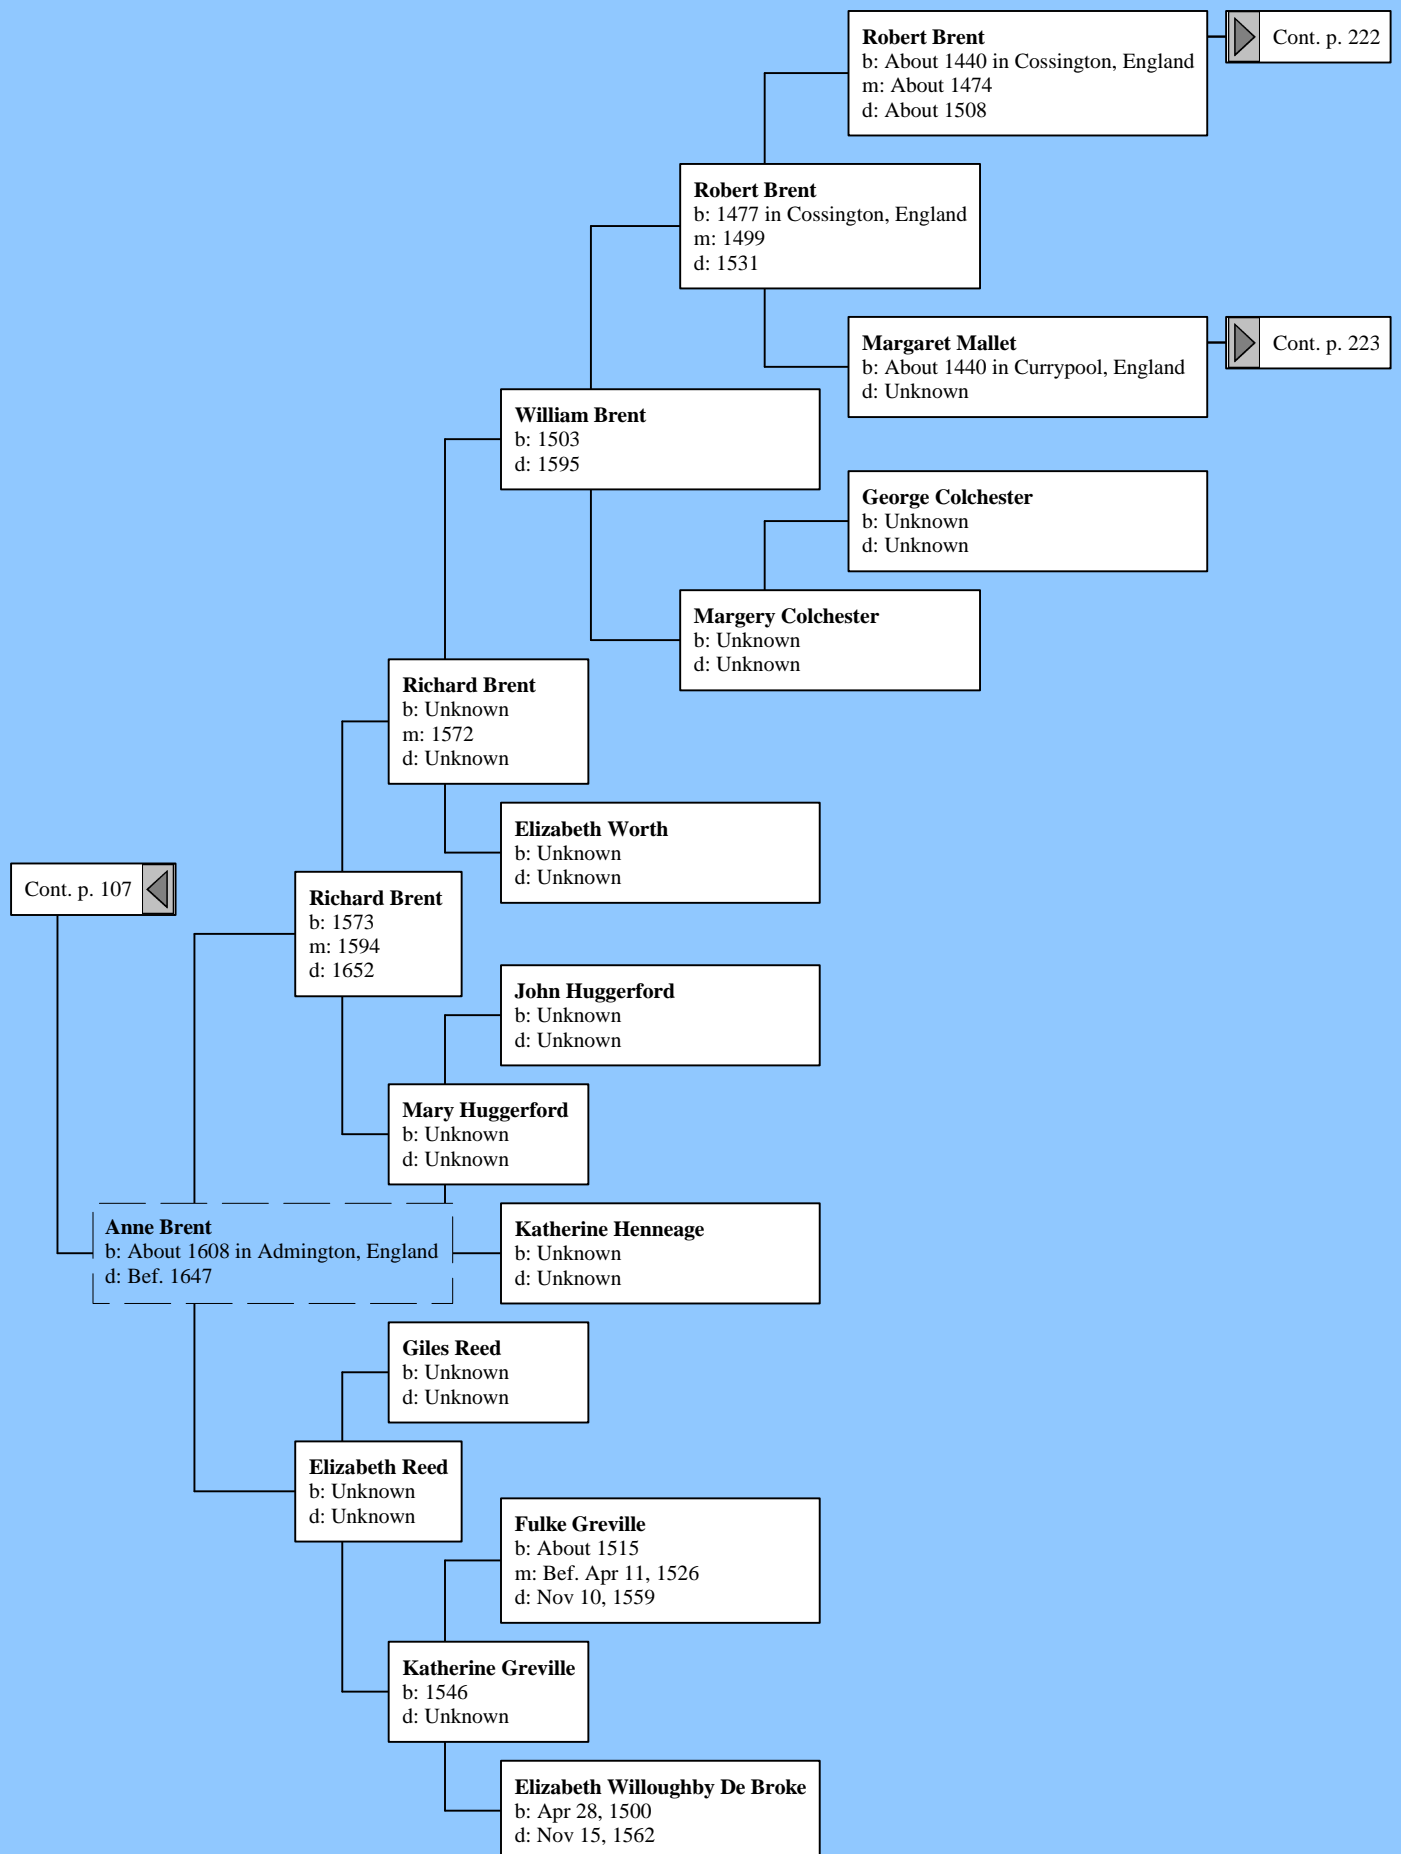 Robert Brent
b: About 1440 in Cossington, England
m: About 1474
d: About 1508
Cont. p. 222
Robert Brent
b: 1477 in Cossington, England
m: 1499
d: 1531
Margaret Mallet
b: About 1440 in Currypool, England
d: Unknown
Cont. p. 223
William Brent
b: 1503
d: 1595
George Colchester
b: Unknown
d: Unknown
Margery Colchester
b: Unknown
d: Unknown
Richard Brent
b: Unknown
m: 1572
d: Unknown
Elizabeth Worth
b: Unknown
d: Unknown
Cont. p. 107
Richard Brent
b: 1573
m: 1594
d: 1652
John Huggerford
b: Unknown
d: Unknown
Mary Huggerford
b: Unknown
d: Unknown
Anne Brent
b: About 1608 in Admington, England
d: Bef. 1647
Katherine Henneage
b: Unknown
d: Unknown
Giles Reed
b: Unknown
d: Unknown
Elizabeth Reed
b: Unknown
d: Unknown
Fulke Greville
b: About 1515
m: Bef. Apr 11, 1526
d: Nov 10, 1559
Katherine Greville
b: 1546
d: Unknown
Elizabeth Willoughby De Broke
b: Apr 28, 1500
d: Nov 15, 1562